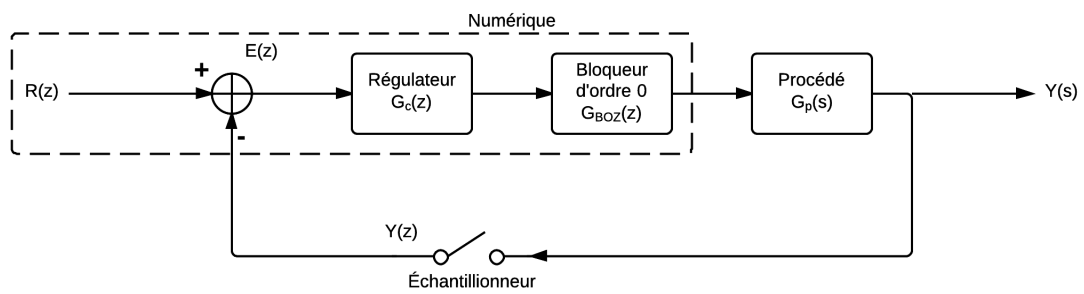 Numérique
E(z)
+
R(z)
Régulateur
Gc(z)
Bloqueur
d'ordre 0
GBOZ(z)
Procédé
Gp(s)
Y(s)
-
Y(z)
Échantillionneur